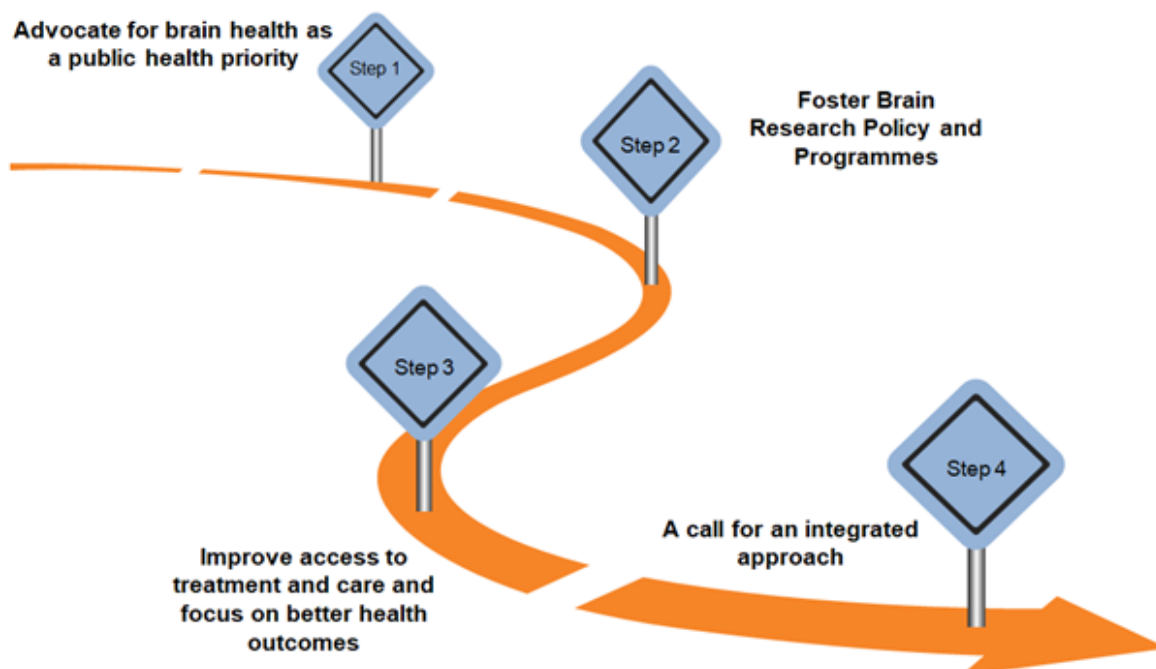 Advocate for brain health as
a public health priority
Step 1
Step 2
Foster Brain
Research Policy and
Programmes
Step 3
Improve access to
treatment and care and
focus on better health
outcomes
Step 4
A call for an integrated
approach